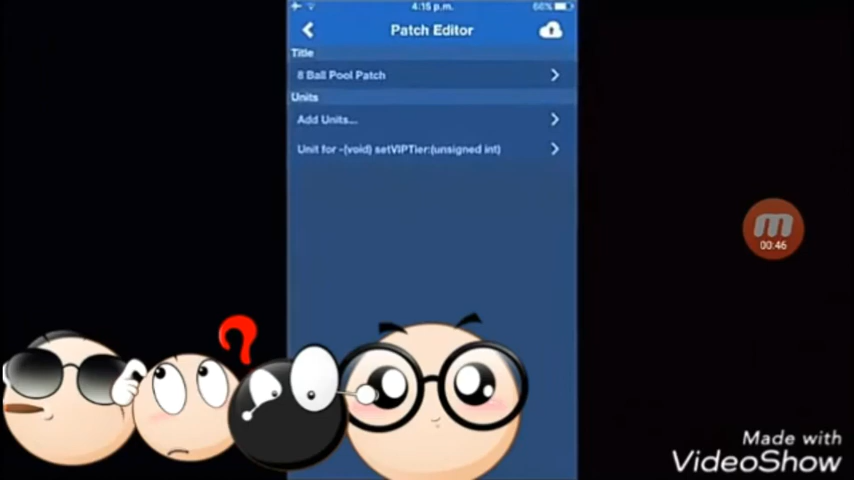 4:15 p.m.
66%
Patch Editor
Title
8 Ball Pool Patch
Units
Add Units...
Unit for -(void) setVIPTier:(unsigned int)
00:46
?
Made with
VideoShow